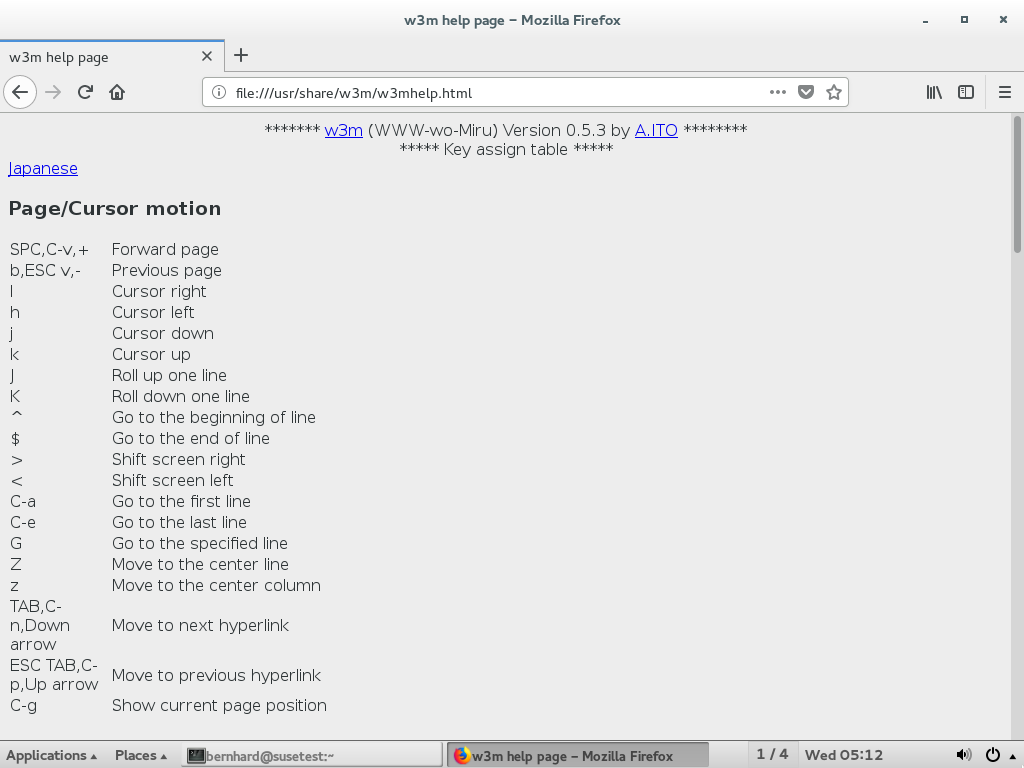 w3m help page – Mozilla Firefox
w3m help page
file:///usr/share/w3m/w3mhelp.html
******* w3m (WWW-wo-Miru) Version 0.5.3 by A.ITO ********
***** Key assign table *****
Japanese
Page/Cursor motion
SPC,C-v,+ Forward page
b,ESC v,- Previous page
l Cursor right
h Cursor left
j Cursor down
k Cursor up
J Roll up one line
K Roll down one line
^ Go to the beginning of line
$ Go to the end of line
> Shift screen right
< Shift screen left
C-a Go to the first line
C-e Go to the last line
G Go to the specified line
Z Move to the center line
z Move to the center column
TAB,C-
n,Down Move to next hyperlink
arrow
ESC TAB,C-
p,Up arrow Move to previous hyperlink
C-g Show current page position
Applications Places bernhard@susetest:~ w3m help page – Mozilla Firefox 1 / 4 Wed 05:12